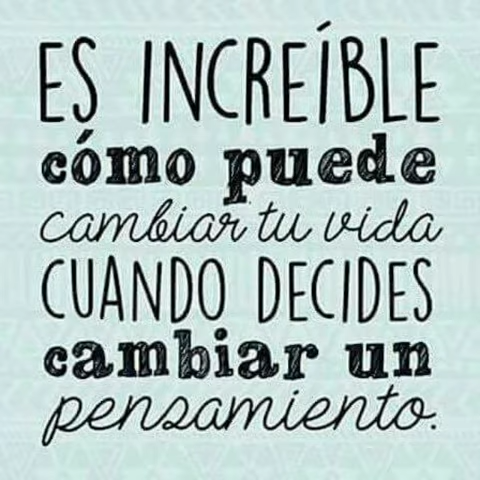 ES INCREÍBLE
cómo puede
cambiar tu vida
CUANDO DECIDES
cambiar un
pensamiento.